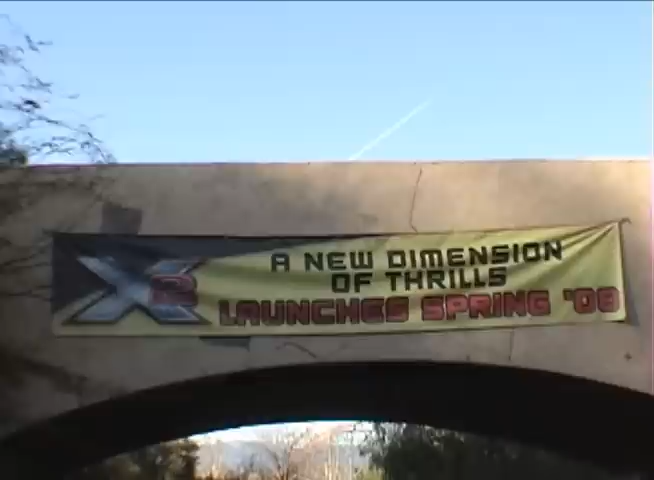 X2
A NEW DIMENSION
OF THRILLS
LAUNCHES SPRING '08